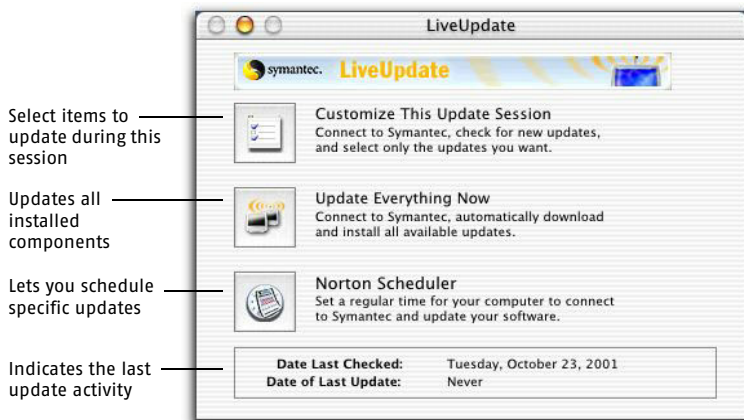 LiveUpdate
symantec. LiveUpdate
Select items to
update during this
session
Customize This Update Session
Connect to Symantec, check for new updates,
and select only the updates you want.
Updates all
installed
components
Update Everything Now
Connect to Symantec, automatically download
and install all available updates.
Lets you schedule
specific updates
Norton Scheduler
Set a regular time for your computer to connect
to Symantec and update your software.
Indicates the last
update activity
Date Last Checked: Tuesday, October 23, 2001
Date of Last Update: Never